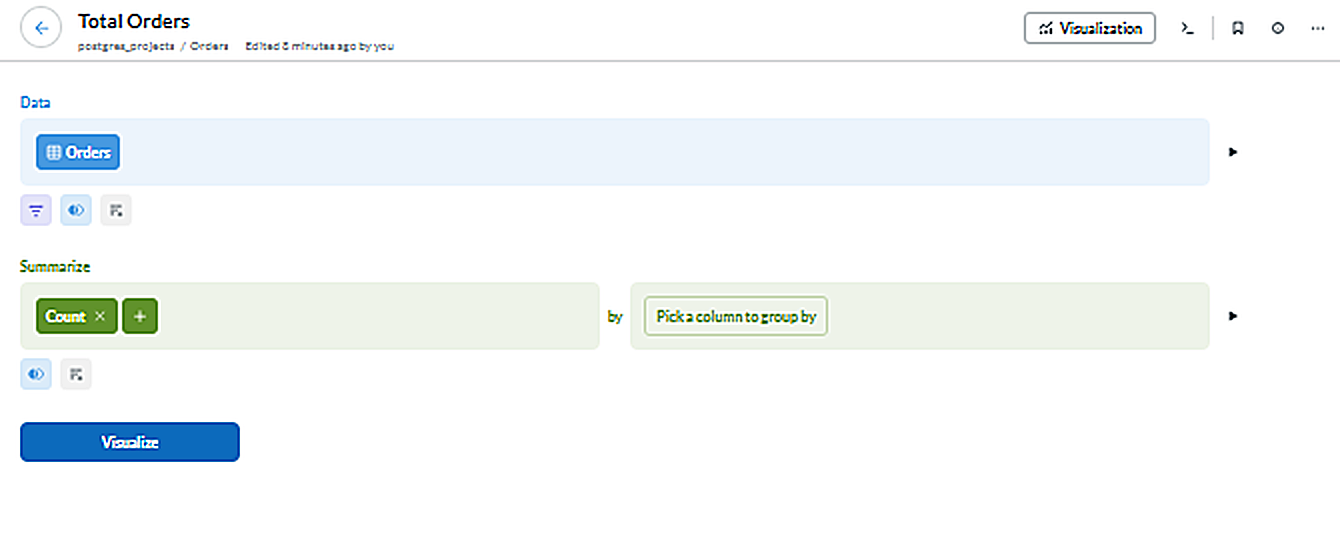 Total Orders
Visualization
postgres_projects / Orders Edited 8 minutes ago by you
Data
Orders
Summarize
Count × +
by
Pick a column to group by
Visualize